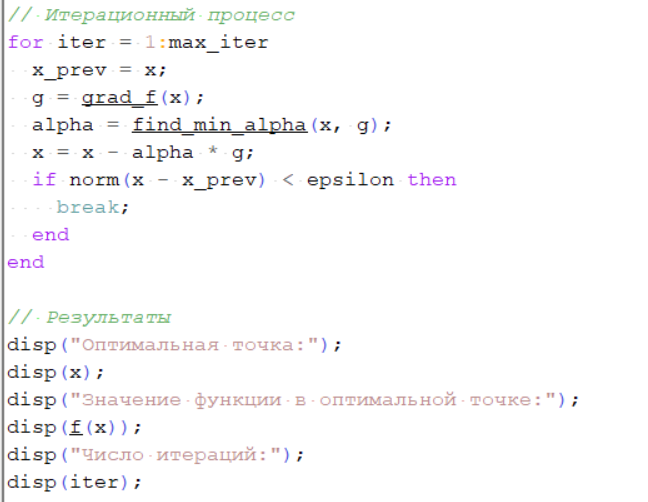 // Итерационный процесс
for iter = 1:max_iter
x_prev = x;
g = grad_f(x);
alpha = find_min_alpha(x, g);
x = x - alpha * g;
if norm(x - x_prev) < epsilon then
break;
end
end
// Результаты
disp("Оптимальная точка:");
disp(x);
disp("Значение функции в оптимальной точке:");
disp(f(x));
disp("Число итераций:");
disp(iter);